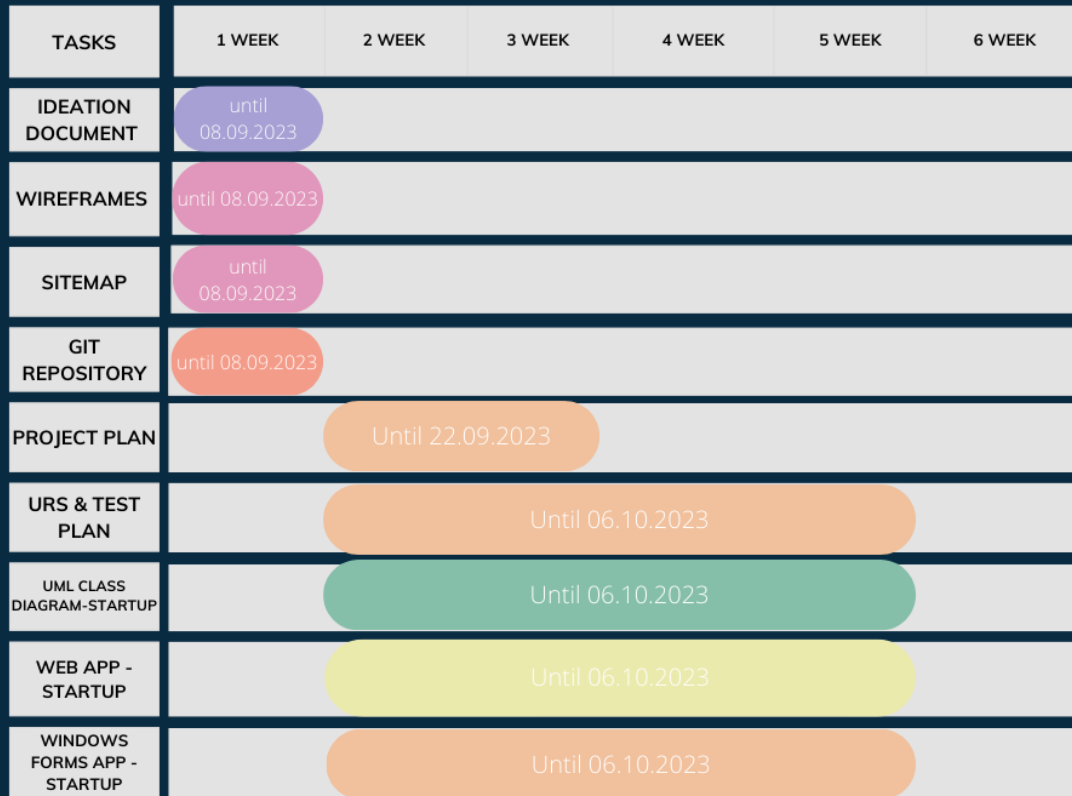 TASKS 1 WEEK 2 WEEK 3 WEEK 4 WEEK 5 WEEK 6 WEEK
IDEATION
DOCUMENT
until
08.09.2023
WIREFRAMES
until 08.09.2023
SITEMAP
until
08.09.2023
GIT
REPOSITORY
until 08.09.2023
PROJECT PLAN
Until 22.09.2023
URS & TEST
PLAN
Until 06.10.2023
UML CLASS
DIAGRAM-STARTUP
Until 06.10.2023
WEB APP -
STARTUP
Until 06.10.2023
WINDOWS
FORMS APP -
STARTUP
Until 06.10.2023